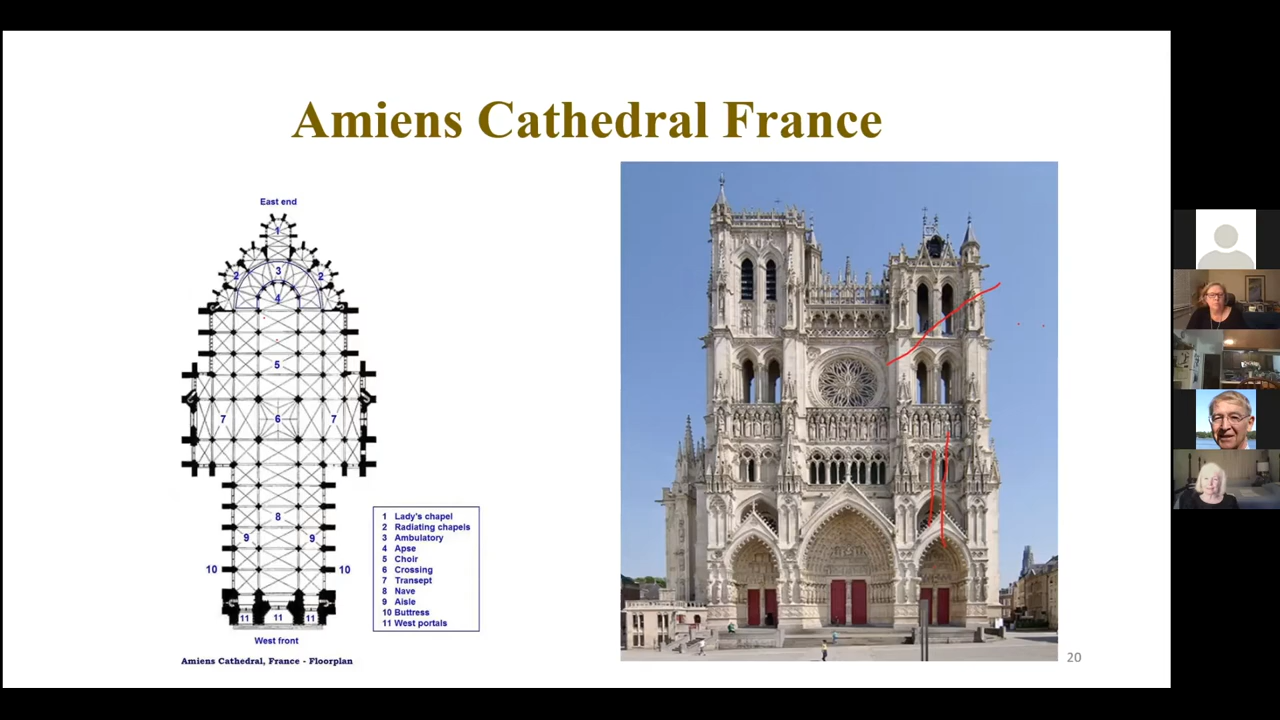 Amiens Cathedral France
East end
1
2
3
2
4
5
7
6
7
8
9
9
10
10
11
11
11
West front
Amiens Cathedral, France - Floorplan
1 Lady's chapel
2 Radiating chapels
3 Ambulatory
4 Apse
5 Choir
6 Crossing
7 Transept
8 Nave
9 Aisle
10 Buttress
11 West portals
20